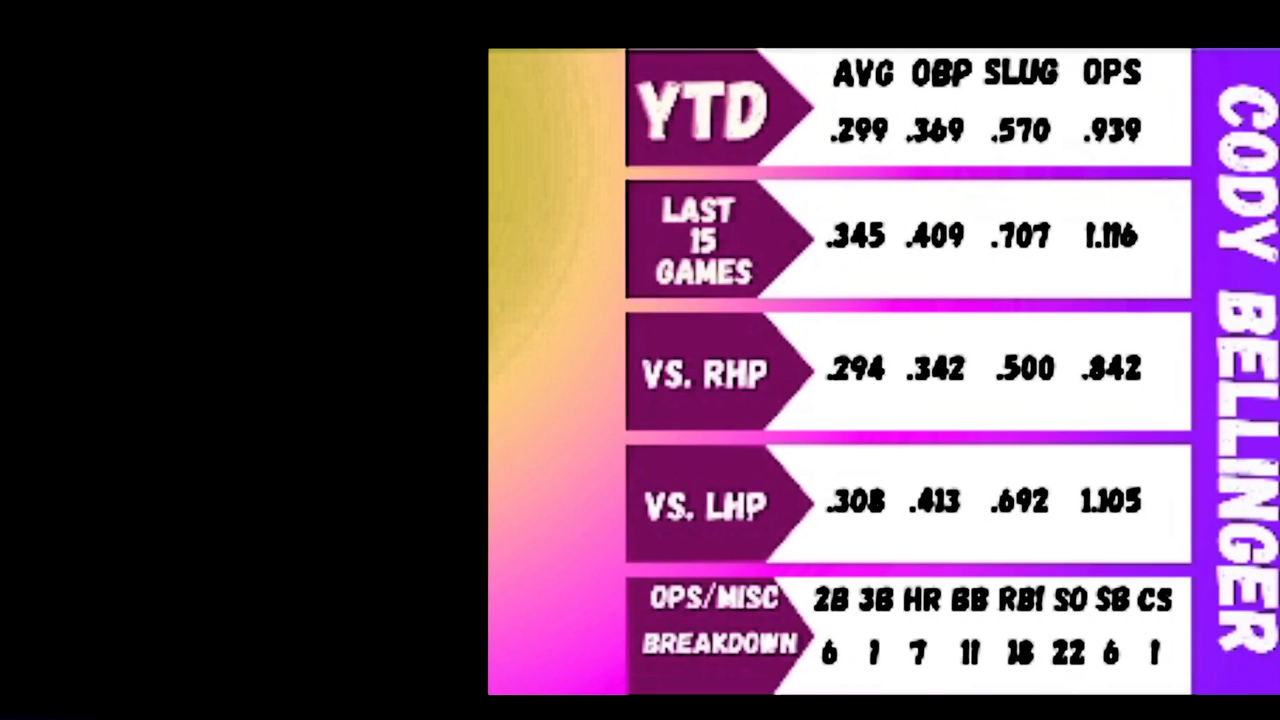 AVG OBP SLUG OPS
YTD .299 .369 .570 .939
LAST
15
GAMES
.345 .409 .707 1.116
VS. RHP .294 .342 .500 .842
VS. LHP .308 .413 .692 1.105
OPS/MISC 2B 3B HR BB RBI SO SB CS
BREAKDOWN 6 1 7 11 18 22 6 1
CODY BELLINGER